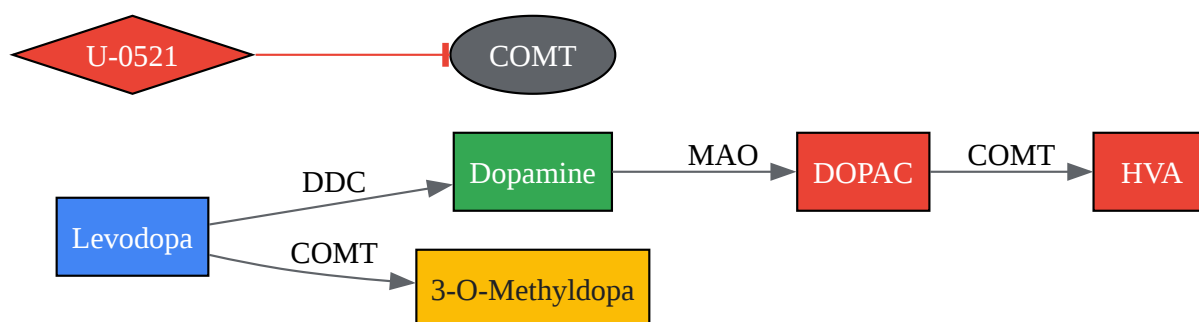 U-0521
COMT
Levodopa
DDC
COMT
Dopamine
3-O-Methyldopa
MAO
DOPAC
COMT
HVA